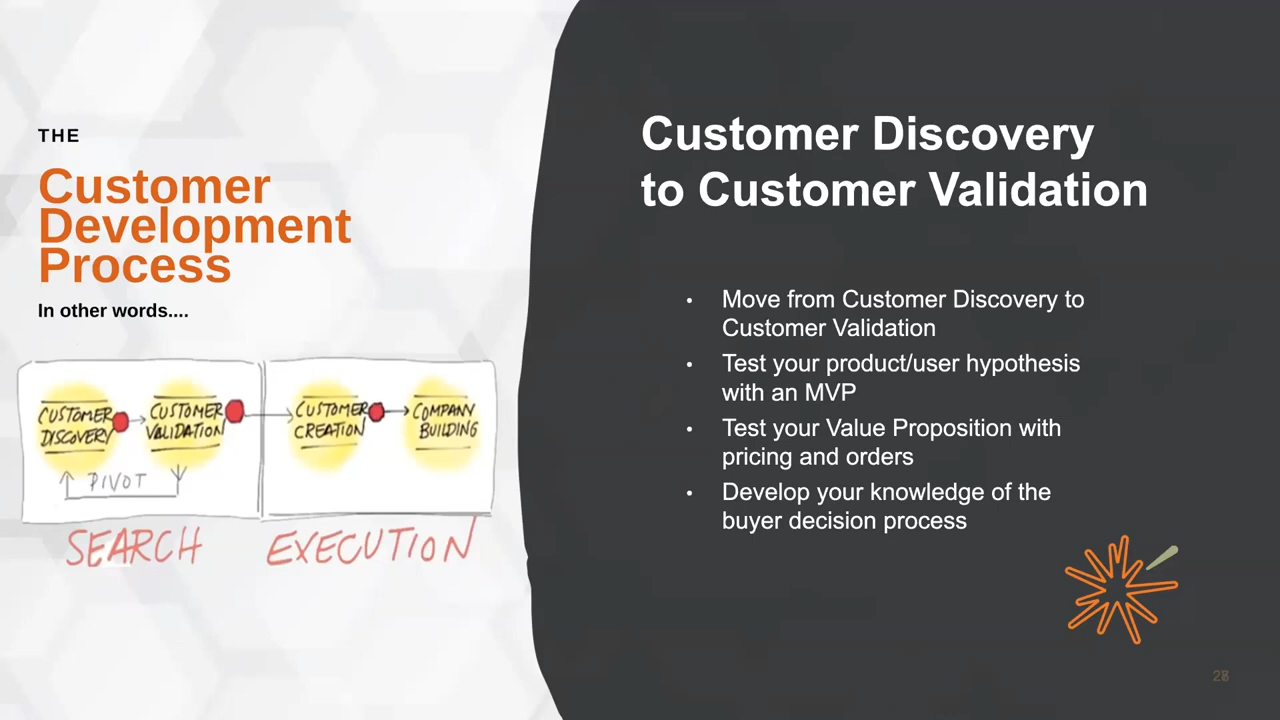 THE
Customer
Development
Process
In other words....
CUSTOMER
DISCOVERY
CUSTOMER
VALIDATION
CUSTOMER
CREATION
COMPANY
BUILDING
PIVOT
SEARCH
EXECUTION
Customer Discovery
to Customer Validation
• Move from Customer Discovery to
Customer Validation
• Test your product/user hypothesis
with an MVP
• Test your Value Proposition with
pricing and orders
• Develop your knowledge of the
buyer decision process